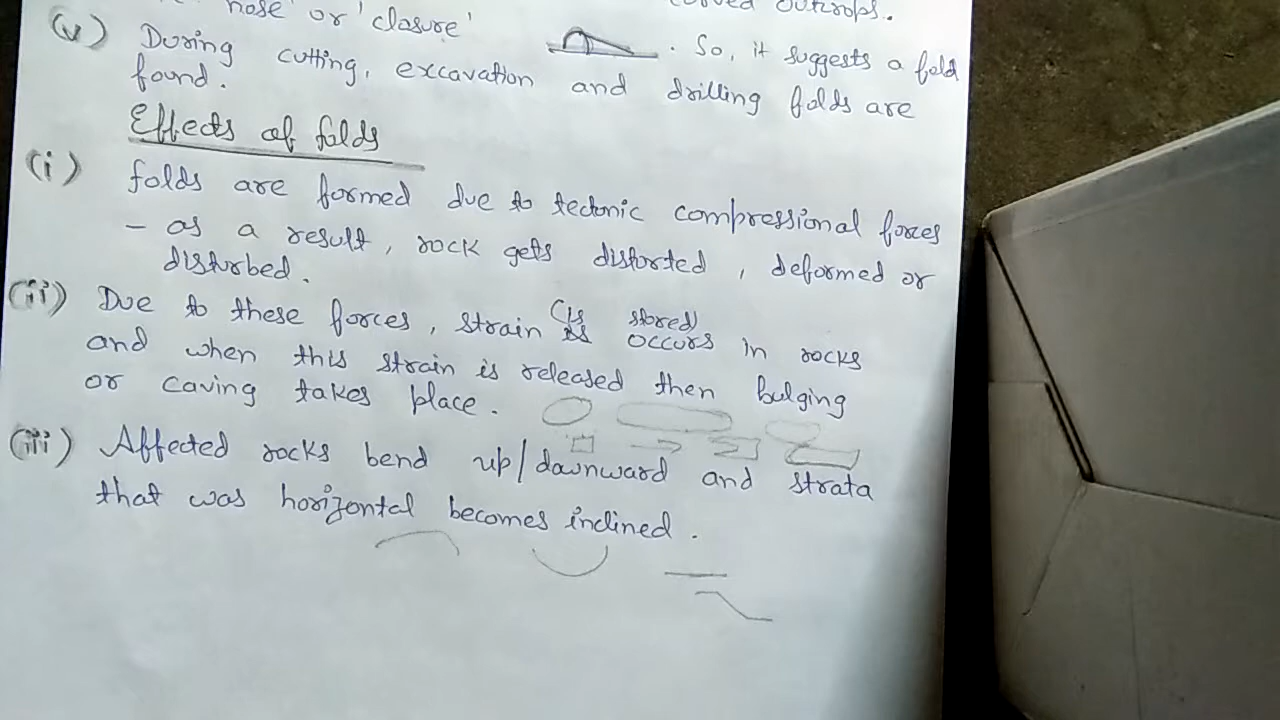 nose' or 'closure' curved outcrops.
. So, it suggests a fold
(v) During cutting, excavation and drilling folds are
found.
Effects of folds
(i) folds are formed due to tectonic compressional forces
- as a result, rock gets distorted, deformed or
disturbed.
(ii) Due to these forces, strain (is stored) is occurs in rocks
and when this strain is released then bulging
or caving takes place.
(iii) Affected rocks bend up/downward and strata
that was horizontal becomes inclined.